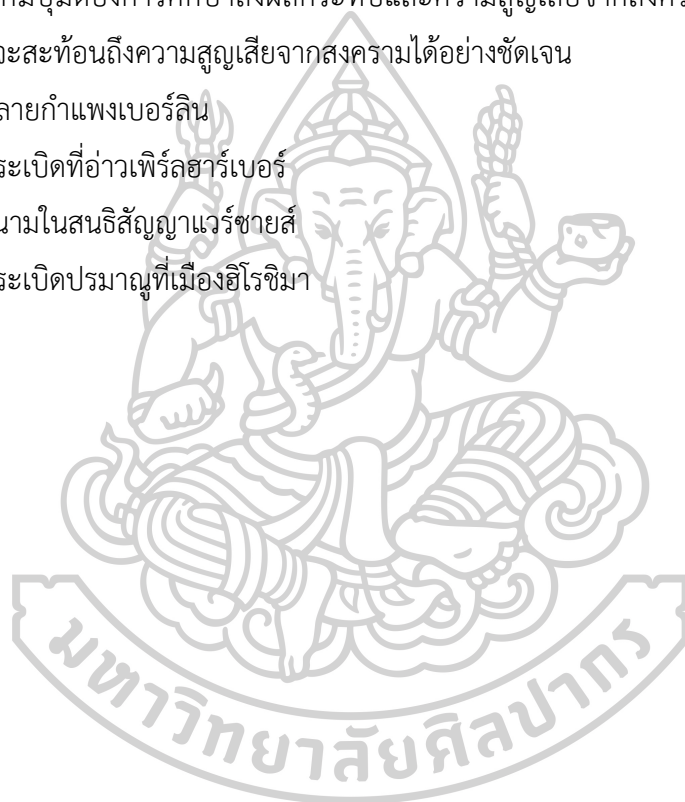 จะสะท้อนถึงความสูญเสียจากสงครามได้อย่างชัดเจน
ลายกำแพงเบอร์ลิน
ระเบิดที่อ่าวเพิร์ลฮาร์เบอร์
นามในสนธิสัญญาแวร์ซายส์
ระเบิดปรมาณูที่เมืองฮิโรชิมา
มหาวิทยาลัยศิลปากร